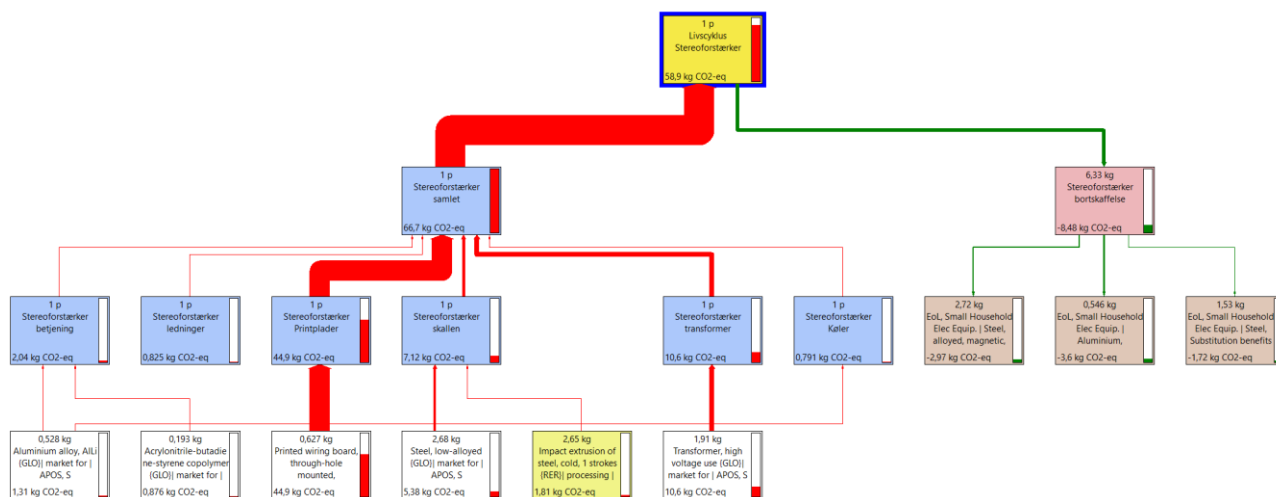 1 p
Livscyklus
Stereoforstærker
58,9 kg CO2-eq
1 p
Stereoforstærker
samlet
66,7 kg CO2-eq
6,33 kg
Stereoforstærker
bortskaffelse
-8,48 kg CO2-eq
1 p
Stereoforstærker
betjening
2,04 kg CO2-eq
1 p
Stereoforstærker
ledninger
0,825 kg CO2-eq
1 p
Stereoforstærker
Printplader
44,9 kg CO2-eq
1 p
Stereoforstærker
skallen
7,12 kg CO2-eq
1 p
Stereoforstærker
transformer
10,6 kg CO2-eq
1 p
Stereoforstærker
Køler
0,791 kg CO2-eq
2,72 kg
EoL, Small Household
Elec Equip. | Steel,
alloyed, magnetic,
-2,97 kg CO2-eq
0,546 kg
EoL, Small Household
Elec Equip. |
Aluminium,
-3,6 kg CO2-eq
1,53 kg
EoL, Small Household
Elec Equip. | Steel,
Substitution benefits
-1,72 kg CO2-eq
0,528 kg
Aluminium alloy, AlLi
(GLO)| market for |
APOS, S
1,31 kg CO2-eq
0,193 kg
Acrylonitrile-butadie
ne-styrene copolymer
(GLO)| market for |
0,876 kg CO2-eq
0,627 kg
Printed wiring board,
through-hole
mounted,
44,9 kg CO2-eq
2,68 kg
Steel, low-alloyed
(GLO)| market for |
APOS, S
5,38 kg CO2-eq
2,65 kg
Impact extrusion of
steel, cold, 1 strokes
(RER)| processing |
1,81 kg CO2-eq
1,91 kg
Transformer, high
voltage use (GLO)|
market for | APOS, S
10,6 kg CO2-eq